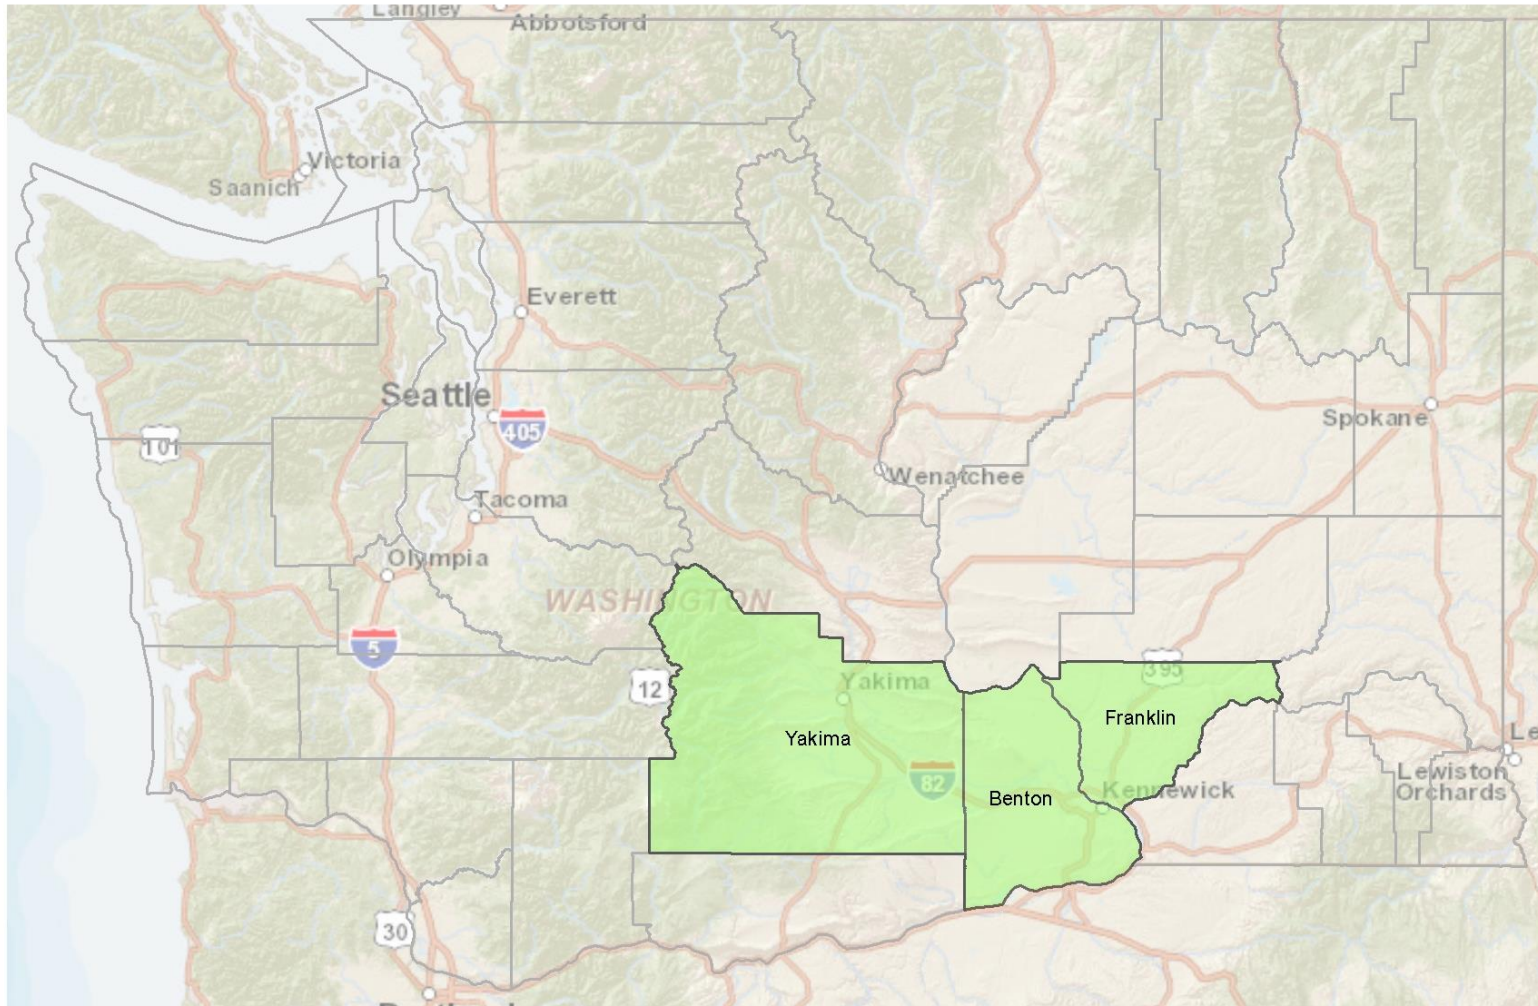 Langley
Abbotsford
Victoria
Saanich
Everett
Seattle
405
101
Spokane
Wenatchee
Tacoma
Olympia
WASHINGTON
5
395
12
Yakima
Franklin
Yakima
82
Benton
Kennewick
Le
Lewiston
Orchards
30